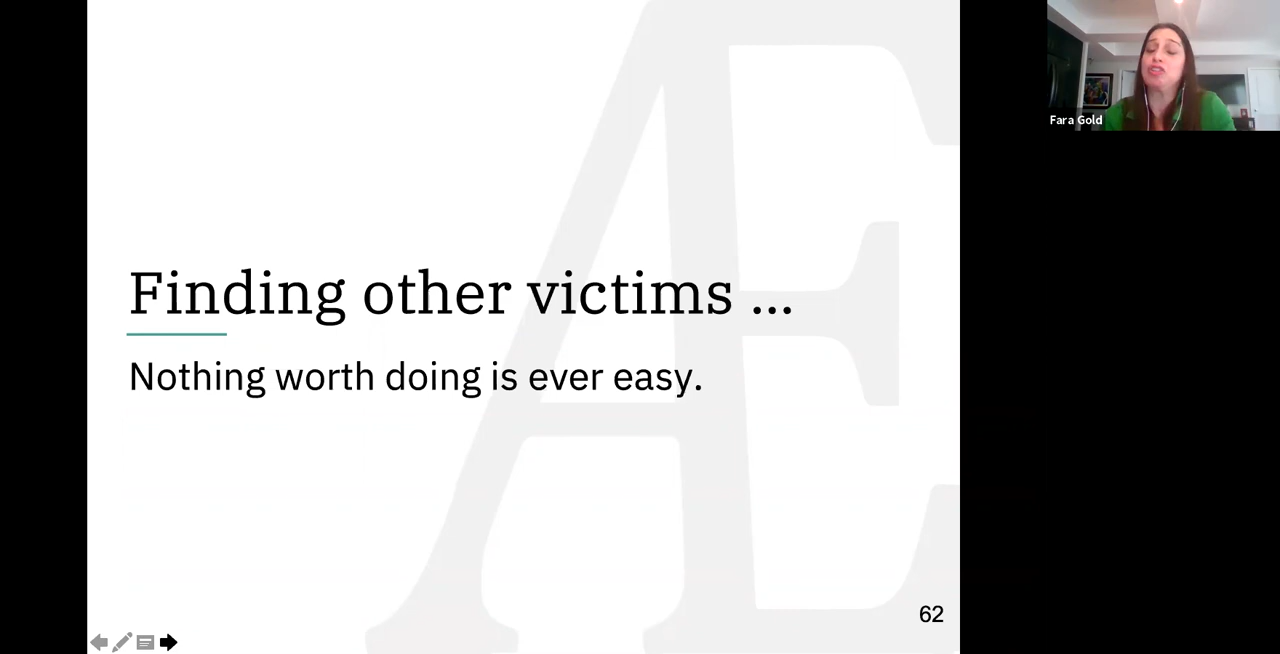 Finding other victims ...
Nothing worth doing is ever easy.
62
Fara Gold
Æ